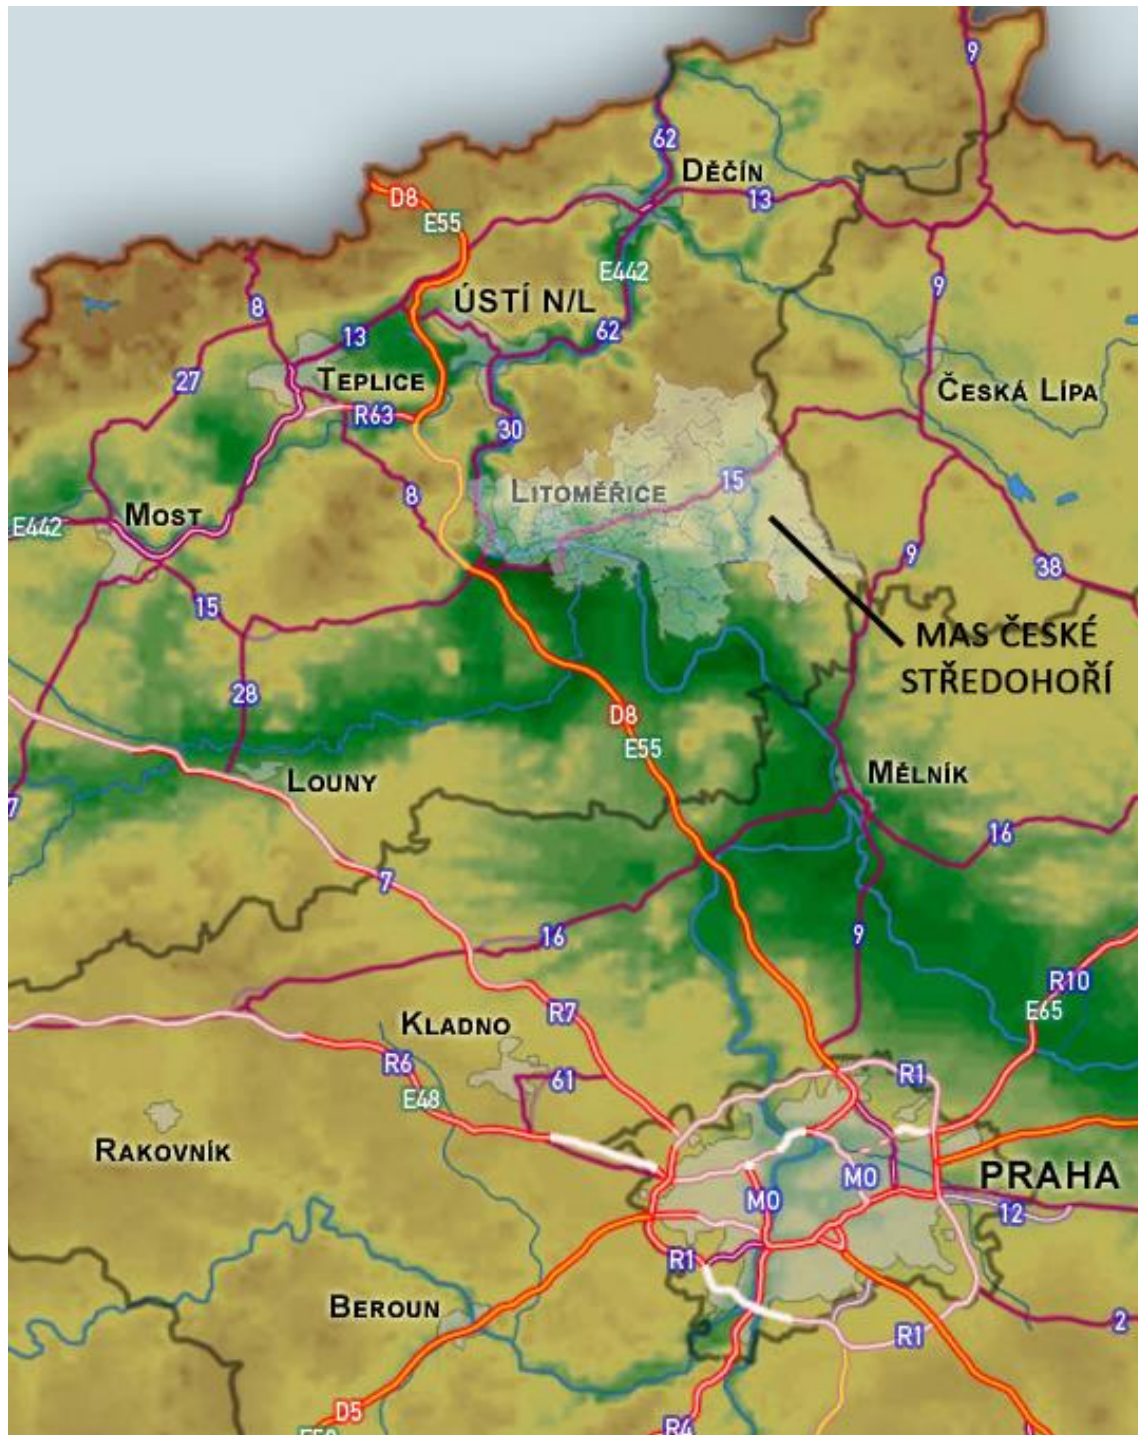 9
62
DĚČÍN
13
D8
E55
E442
9
8
ÚSTÍ N/L
62
13
27
TEPLICE
ČESKÁ LÍPA
R63
30
15
LITOMĚŘICE
8
MOST
E442
9
38
15
MAS ČESKÉ
STŘEDOHOŘÍ
28
D8
E55
LOUNY
MĚLNÍK
7
16
7
16
9
R10
E65
R7
KLADNO
R6
61
R1
E48
RAKOVNÍK
PRAHA
M0
M0
12
R1
BEROUN
2
R1
D5
R4
E50